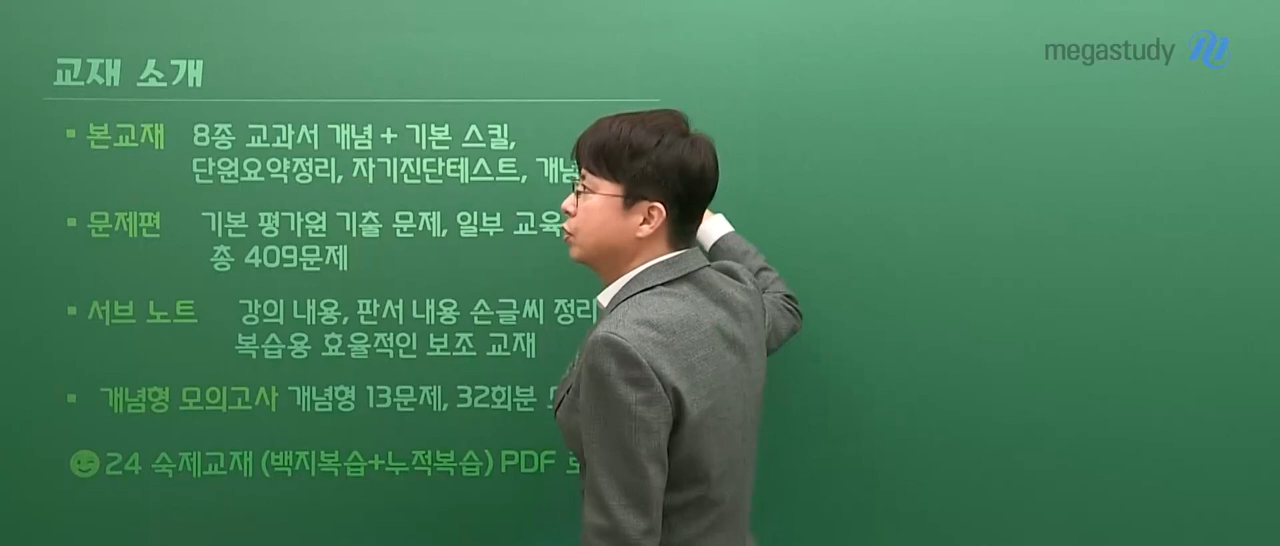 megastudy
교재 소개
▪ 본교재 8종 교과서 개념 + 기본 스킬,
단원요약정리, 자기진단테스트,
▪ 문제편 기본 평가원 기출 문제, 일부
총 409문제
▪ 서브 노트 강의 내용, 판서 내용 손글씨 정리
복습용 효율적인 보조 교재
▪ 개념형 모의고사 개념형 13문제, 32회분
24 숙제교재 (백지복습+누적복습) PDF